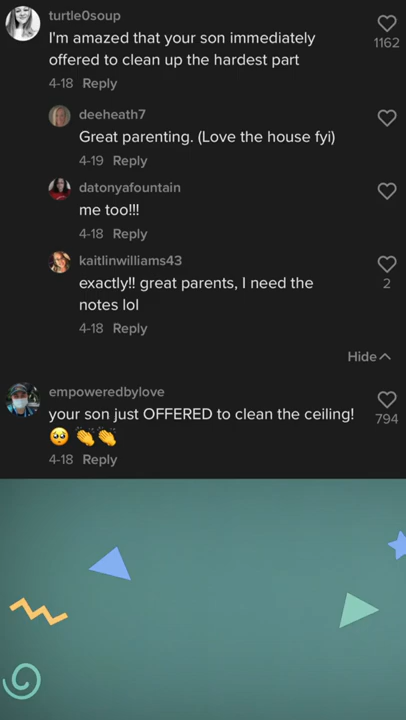 turtle0soup
I'm amazed that your son immediately
offered to clean up the hardest part
1162
4-18 Reply
deeheath7
Great parenting. (Love the house fyi)
4-19 Reply
datonyafountain
me too!!!
4-18 Reply
kaitlinwilliams43
exactly!! great parents, I need the
notes lol
2
4-18 Reply
Hide
empoweredbylove
your son just OFFERED to clean the ceiling!
🥺 👏👏
794
4-18 Reply